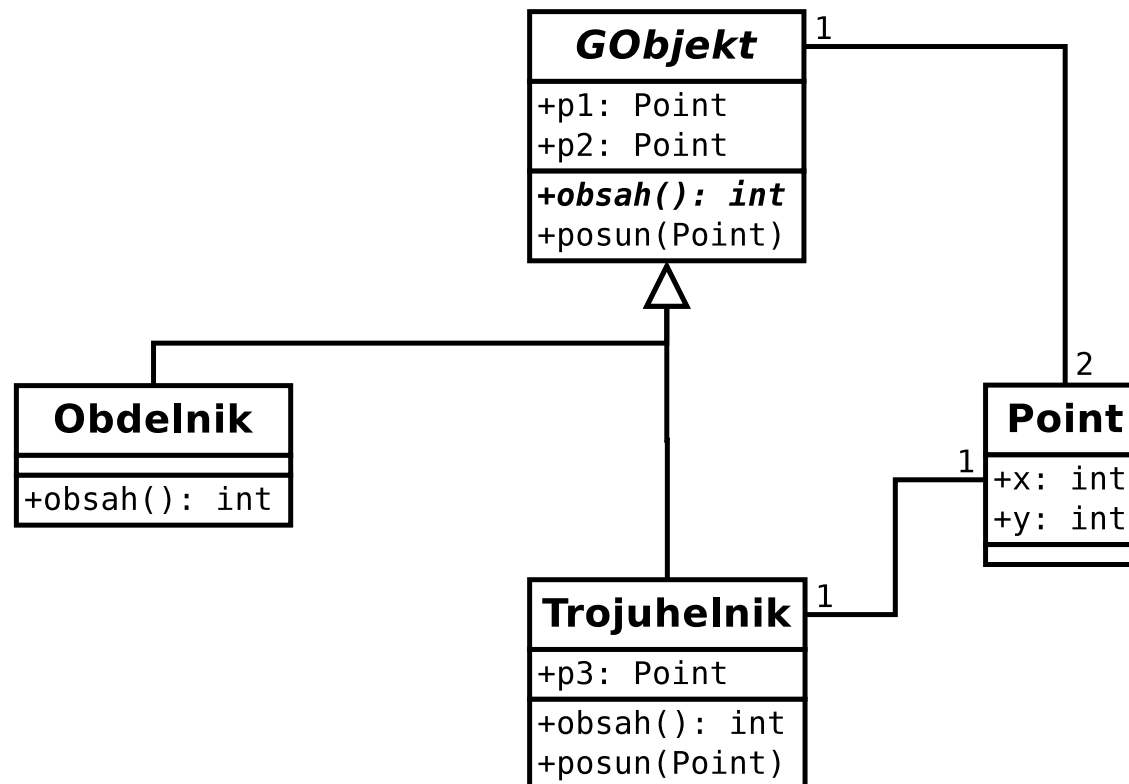 GObjekt
1
+p1: Point
+p2: Point
+obsah(): int
+posun(Point)
2
Obdelnik
+obsah(): int
Point
1
+x: int
+y: int
Trojuhelnik
1
+p3: Point
+obsah(): int
+posun(Point)